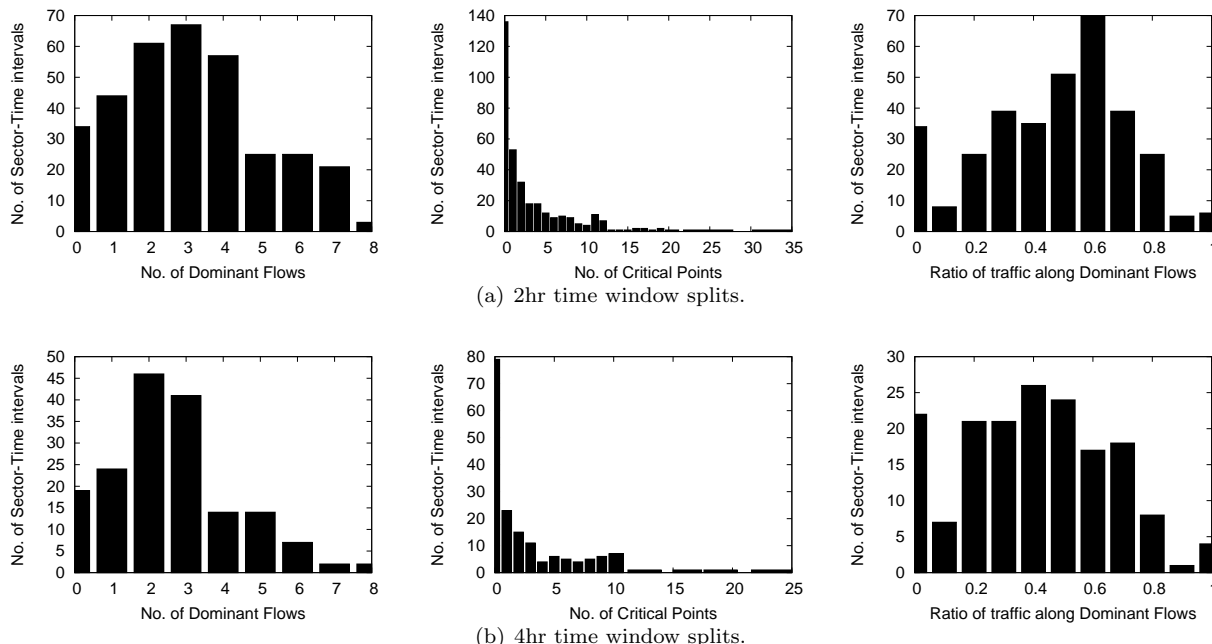 No. of Sector-Time intervals
70
60
50
40
30
20
10
0
0 1 2 3 4 5 6 7 8
No. of Dominant Flows
No. of Sector-Time intervals
140
120
100
80
60
40
20
0
0 5 10 15 20 25 30 35
No. of Critical Points
No. of Sector-Time intervals
70
60
50
40
30
20
10
0
0 0.2 0.4 0.6 0.8 1
Ratio of traffic along Dominant Flows
(a) 2hr time window splits.
No. of Sector-Time intervals
50
45
40
35
30
25
20
15
10
5
0
0 1 2 3 4 5 6 7 8
No. of Dominant Flows
No. of Sector-Time intervals
80
70
60
50
40
30
20
10
0
0 5 10 15 20 25
No. of Critical Points
No. of Sector-Time intervals
30
25
20
15
10
5
0
0 0.2 0.4 0.6 0.8 1
Ratio of traffic along Dominant Flows
(b) 4hr time window splits.